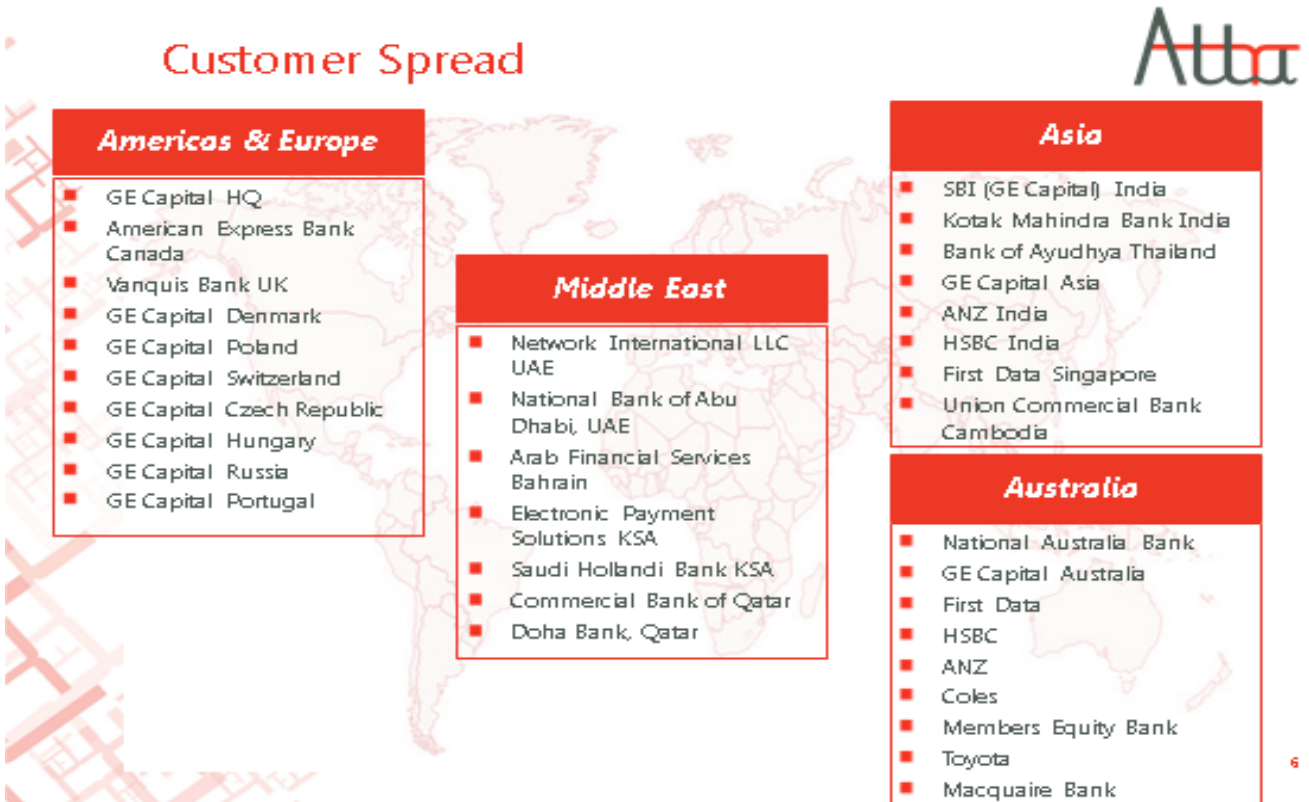 Customer Spread
Atta
Americas & Europe
GE Capital HQ
American Express Bank
Canada
Vanquis Bank UK
GE Capital Denmark
GE Capital Poland
GE Capital Switzerland
GE Capital Czech Republic
GE Capital Hungary
GE Capital Russia
GE Capital Portugal
Middle East
Network International LLC
UAE
National Bank of Abu
Dhabi, UAE
Arab Financial Services
Bahrain
Electronic Payment
Solutions KSA
Saudi Hollandi Bank KSA
Commercial Bank of Qatar
Doha Bank, Qatar
Asia
SBI (GE Capital) India
Kotak Mahindra Bank India
Bank of Ayudhya Thailand
GE Capital Asia
ANZ India
HSBC India
First Data Singapore
Union Commercial Bank
Cambodia
Australia
National Australia Bank
GE Capital Australia
First Data
HSBC
ANZ
Coles
Members Equity Bank
Toyota
Macquaire Bank
6